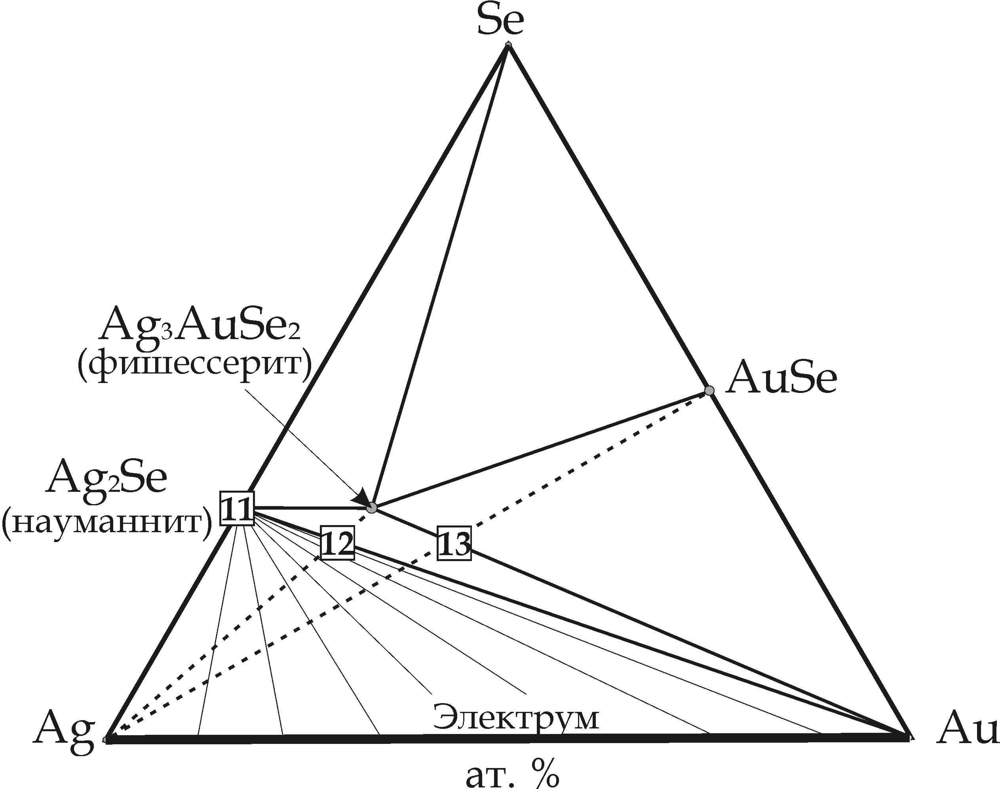 Se
Ag₃AuSe₂
(фишессерит)
AuSe
Ag₂Se
(науманнит)
11
12
13
Электрум
Ag
Au
ат. %